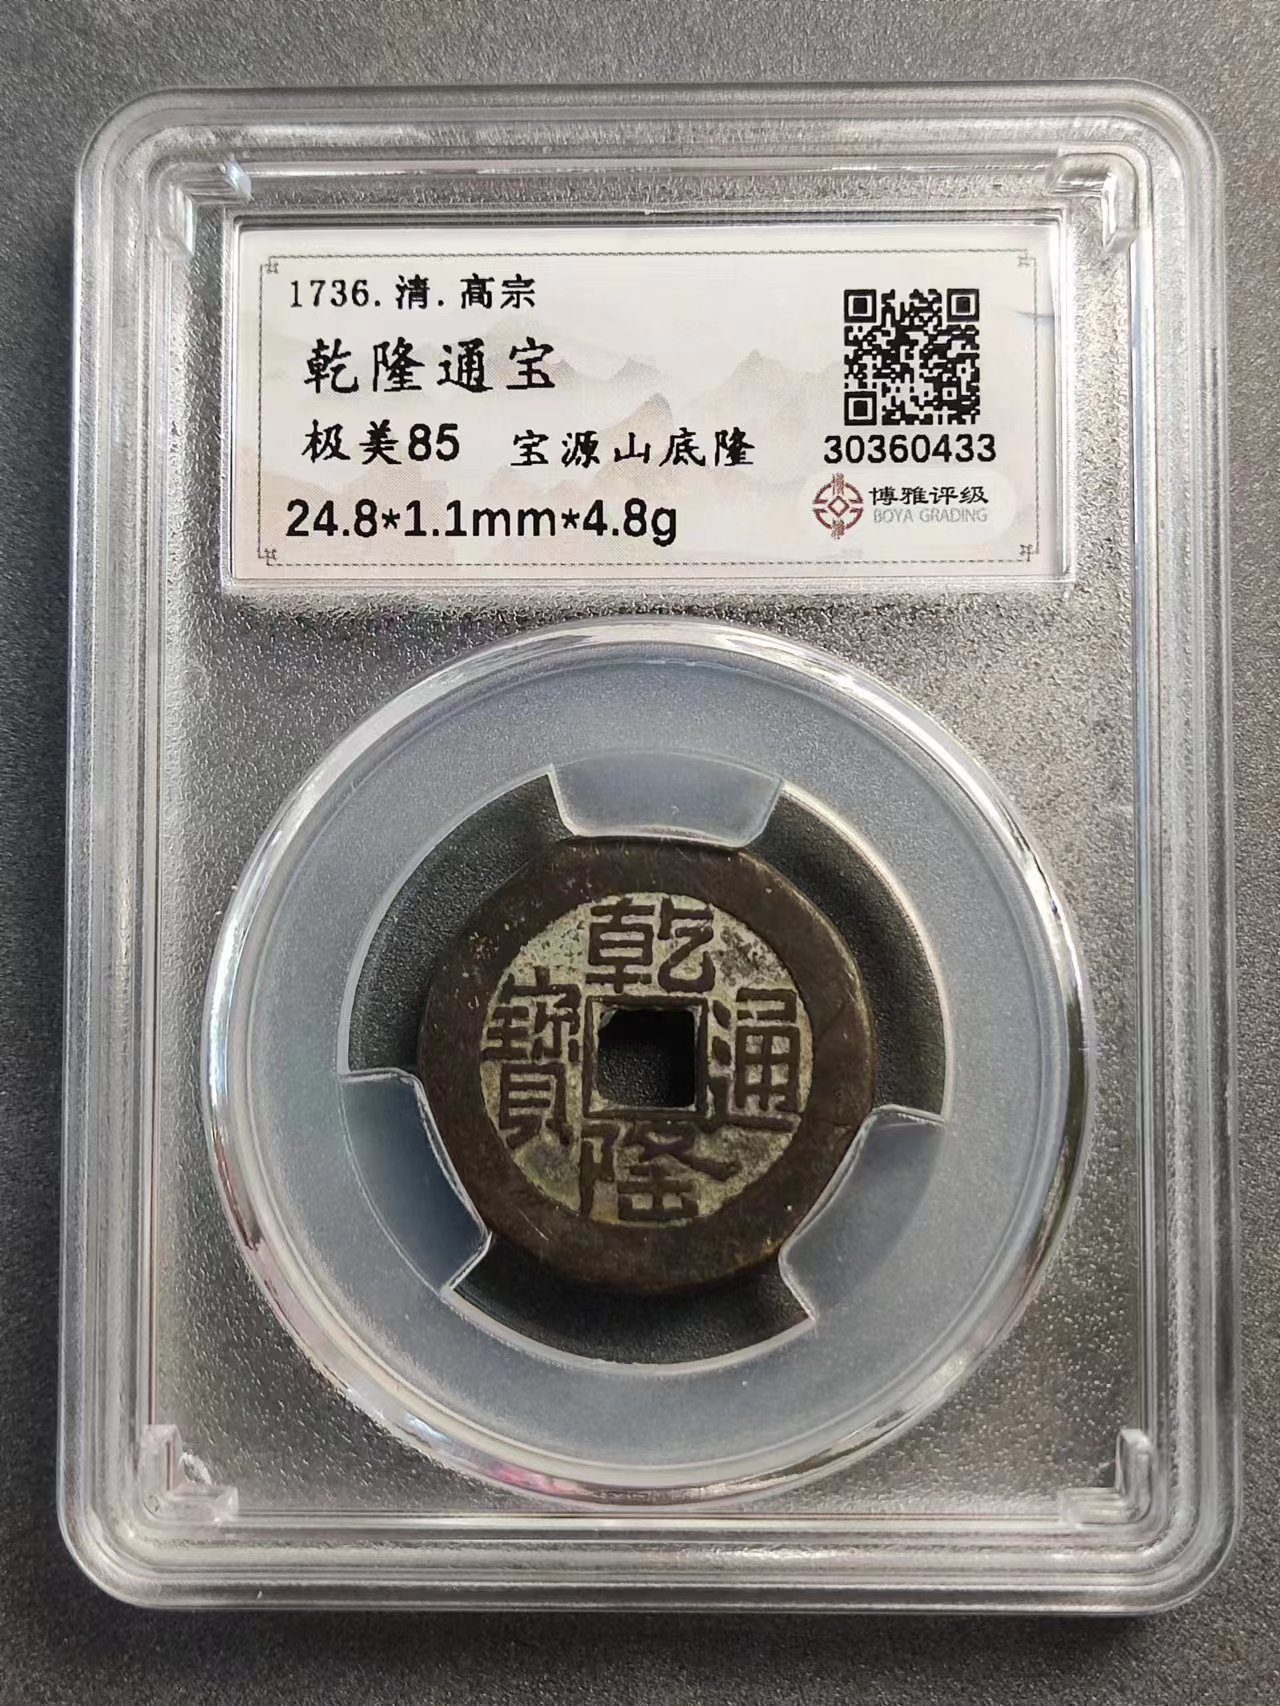 1736.清.高宗
乾隆通宝
极美85 宝源山底隆
24.8*1.1mm*4.8g
30360433
博雅评级
BOYA GRADING
乾隆通寶